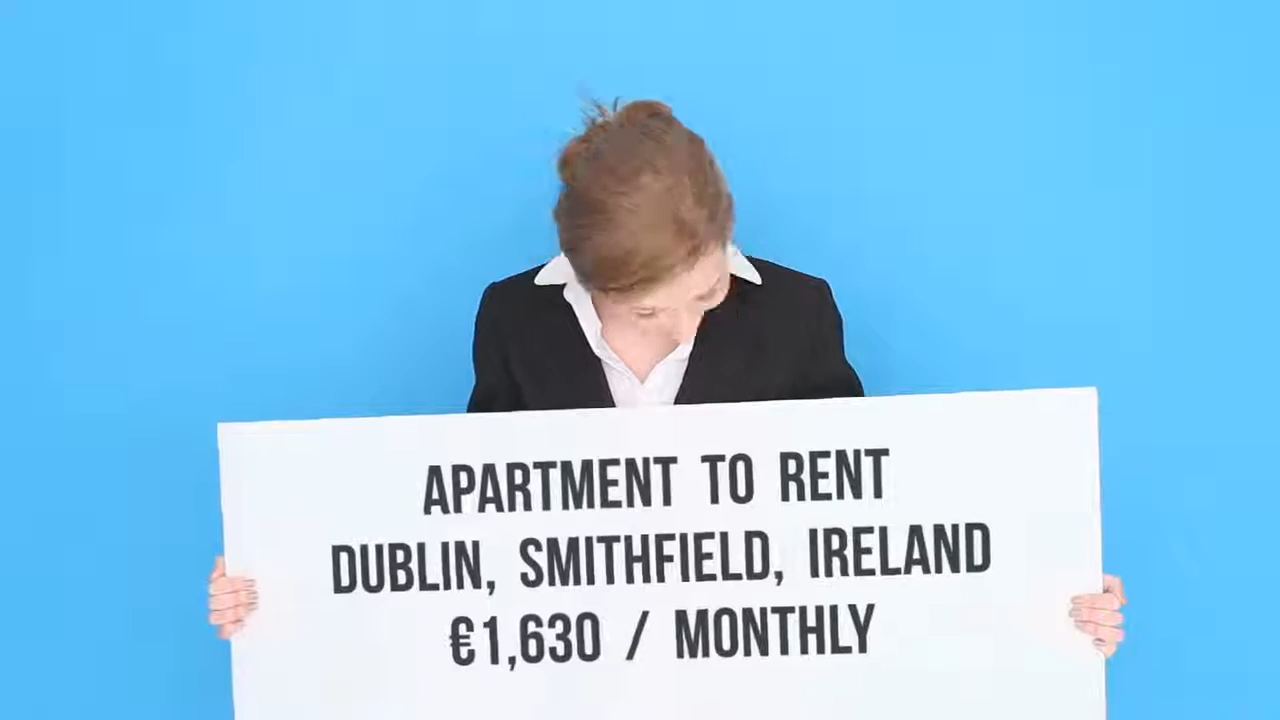 APARTMENT TO RENT
DUBLIN, SMITHFIELD, IRELAND
€1,630 / MONTHLY